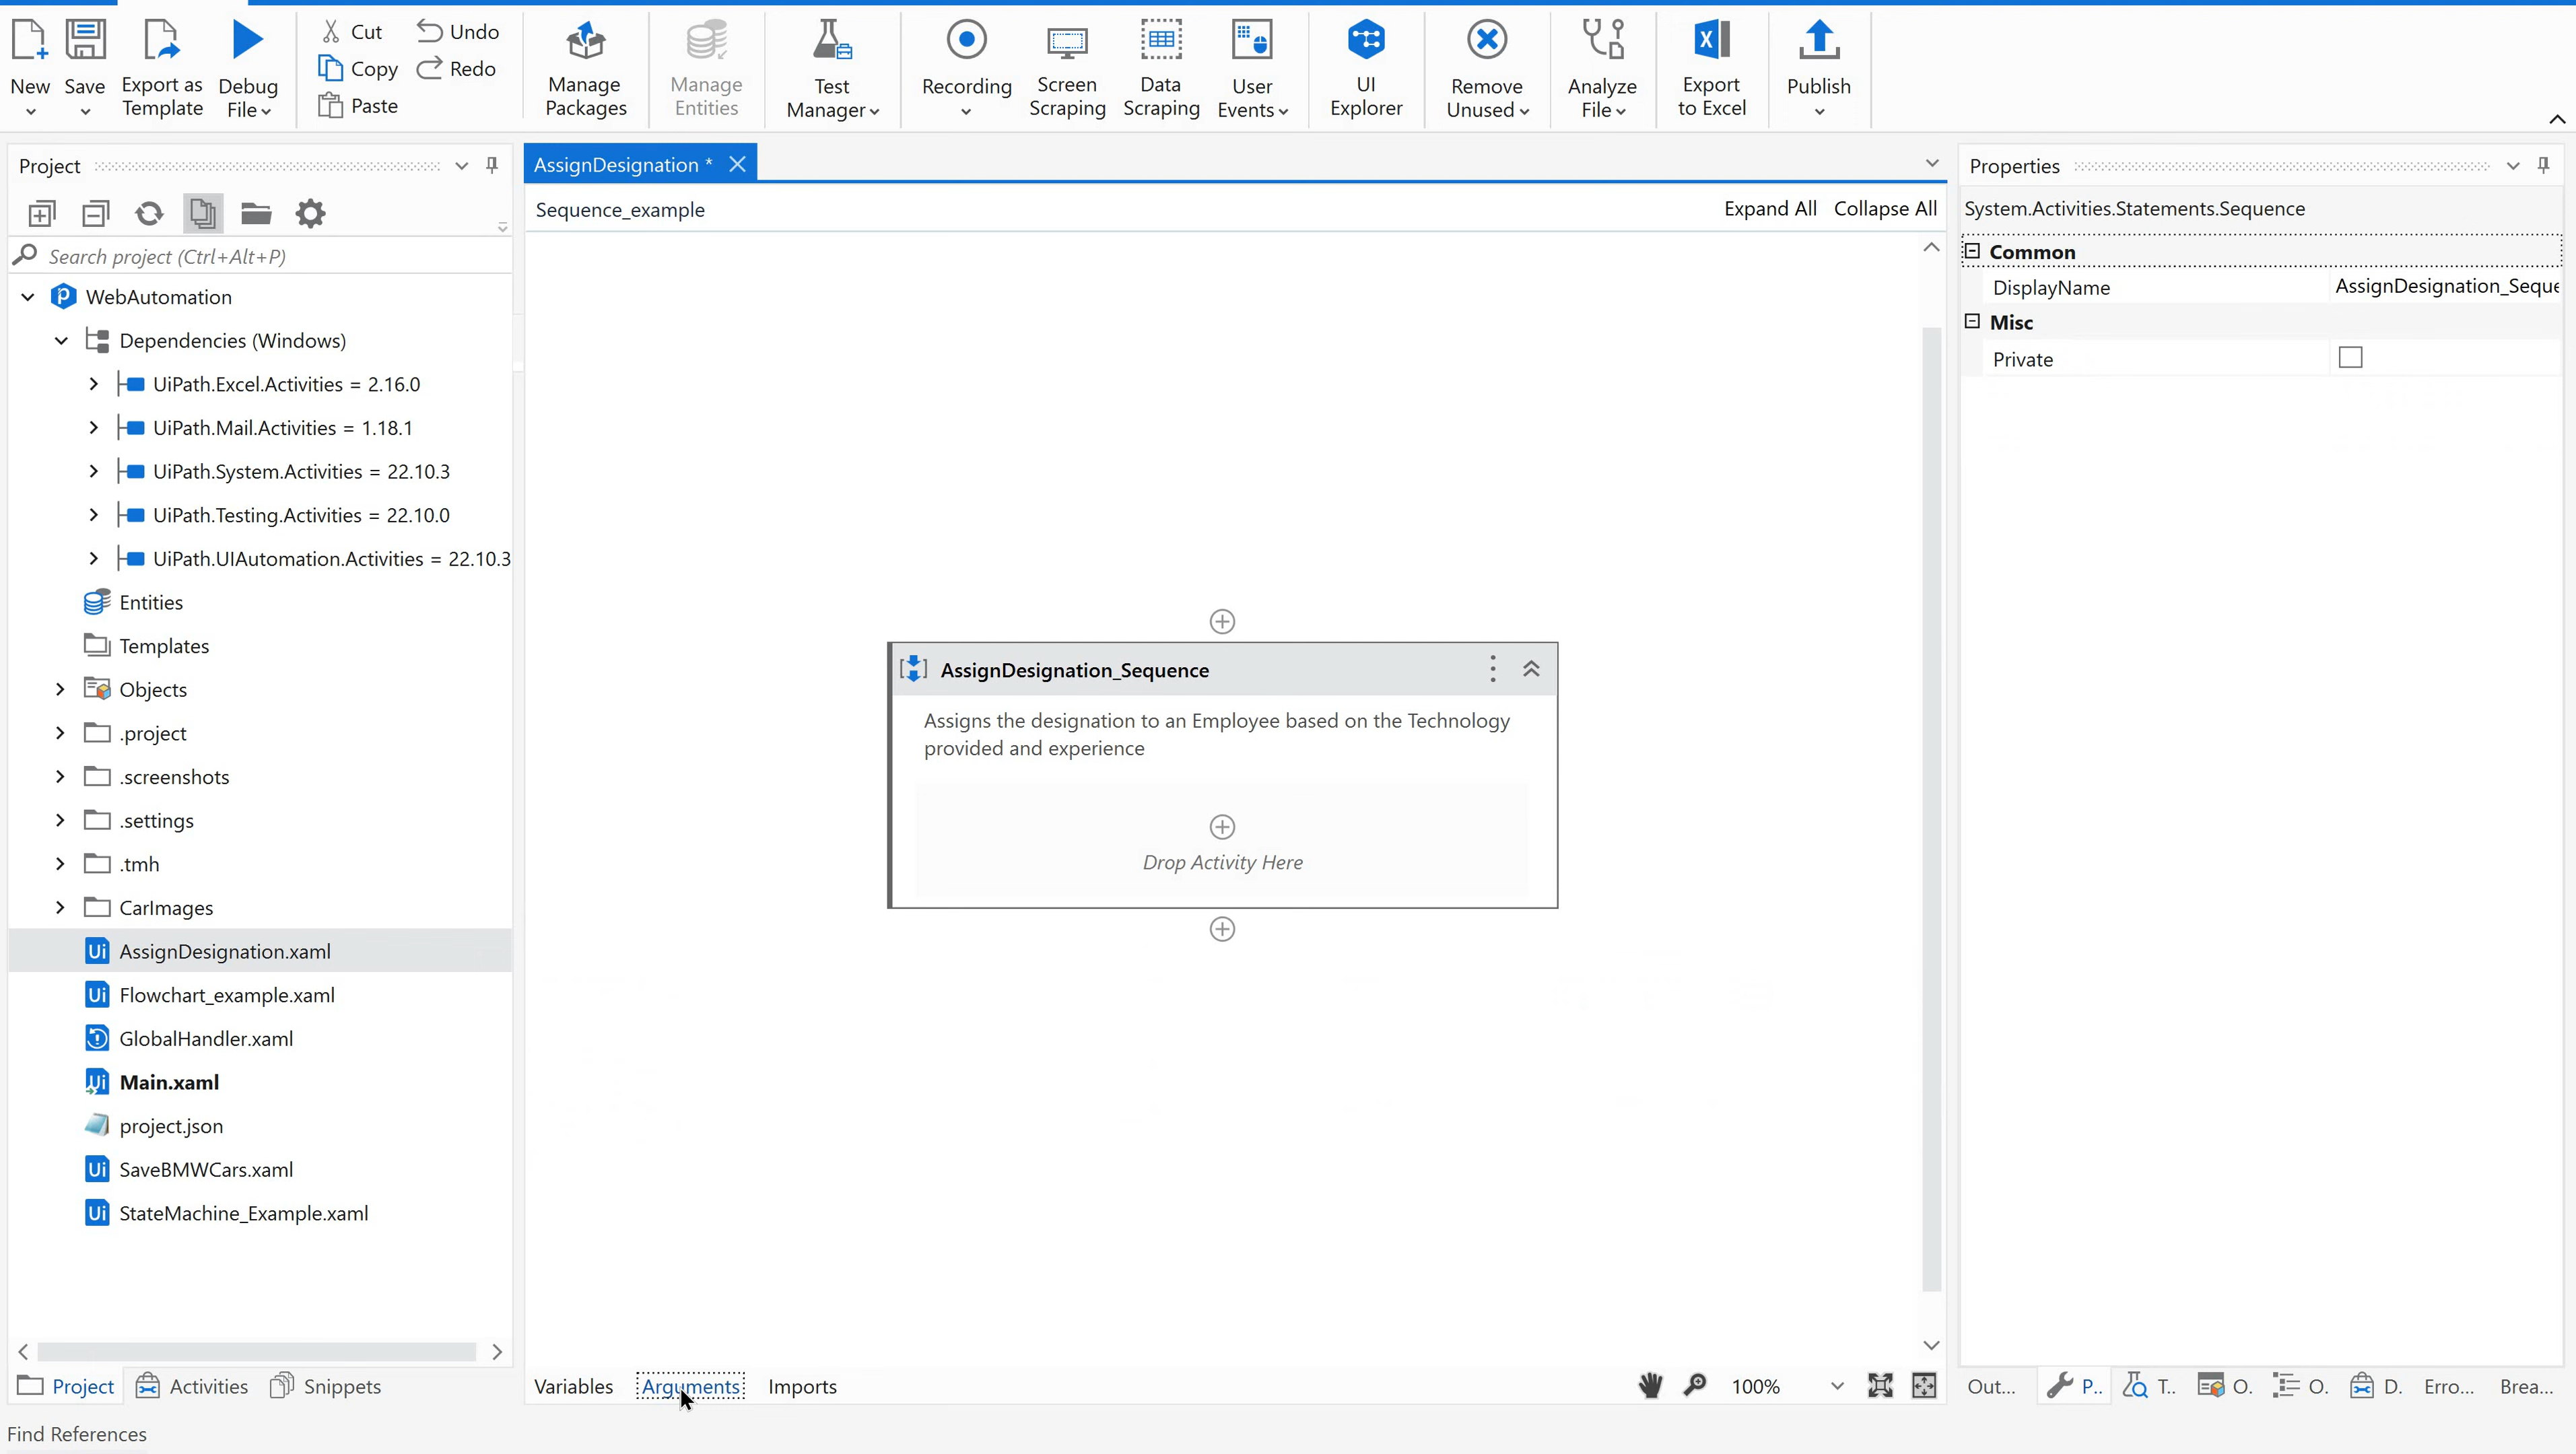 New
Save
Export as
Template
Debug
File
Cut
Copy
Paste
Undo
Redo
Manage
Packages
Manage
Entities
Test
Manager
Recording
Screen
Scraping
Data
Scraping
User
Events
UI
Explorer
Remove
Unused
Analyze
File
Export
to Excel
Publish
Project
Search project (Ctrl+Alt+P)
WebAutomation
Dependencies (Windows)
UiPath.Excel.Activities = 2.16.0
UiPath.Mail.Activities = 1.18.1
UiPath.System.Activities = 22.10.3
UiPath.Testing.Activities = 22.10.0
UiPath.UIAutomation.Activities = 22.10.3
Entities
Templates
Objects
.project
.screenshots
.settings
.tmh
CarImages
AssignDesignation.xaml
Flowchart_example.xaml
GlobalHandler.xaml
Main.xaml
project.json
SaveBMWCars.xaml
StateMachine_Example.xaml
Project
Activities
Snippets
Find References
AssignDesignation *
Sequence_example
Expand All
Collapse All
AssignDesignation_Sequence
Assigns the designation to an Employee based on the Technology
provided and experience
Drop Activity Here
Variables
Arguments
Imports
100%
Properties
System.Activities.Statements.Sequence
Common
DisplayName
AssignDesignation_Seque
Misc
Private
Out...
P..
T..
O.
O.
D.
Erro...
Brea...